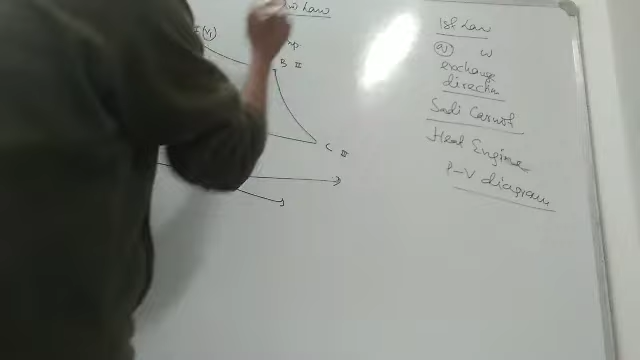 Law
B II
C III
1st Law
W
exchange
direction
Sadi Carnot
Heat Engine
P-V diagram